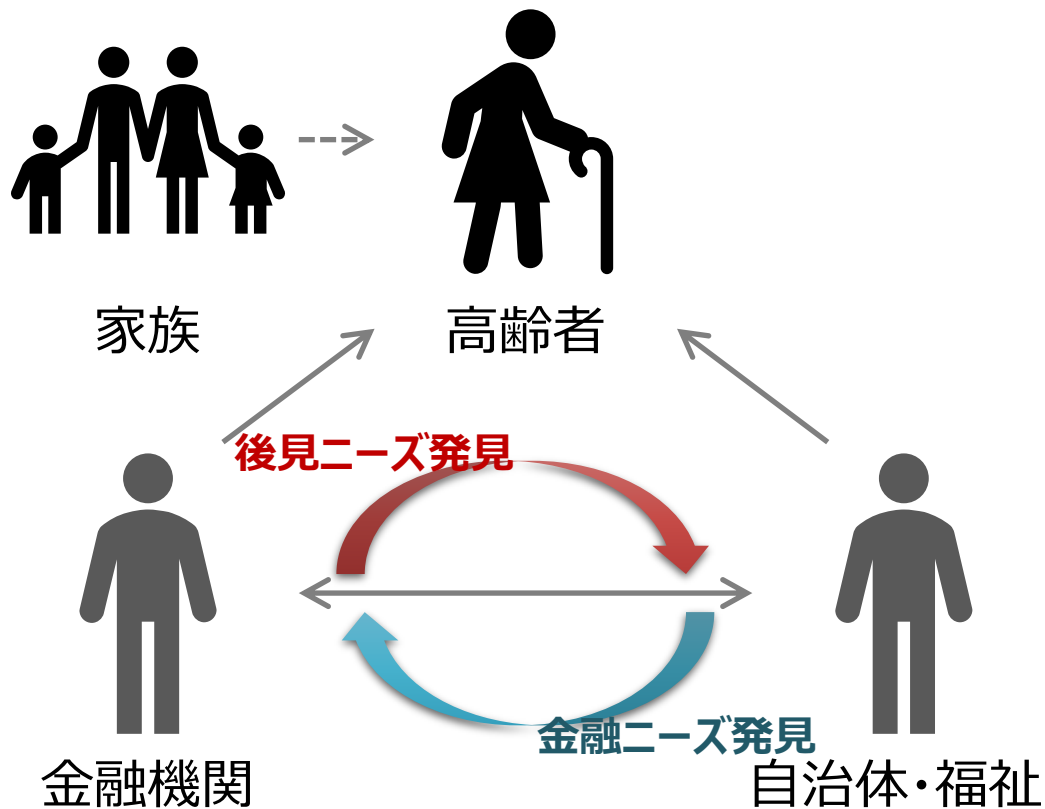 家族
高齢者
後見ニーズ発見
金融ニーズ発見
金融機関
自治体・福祉